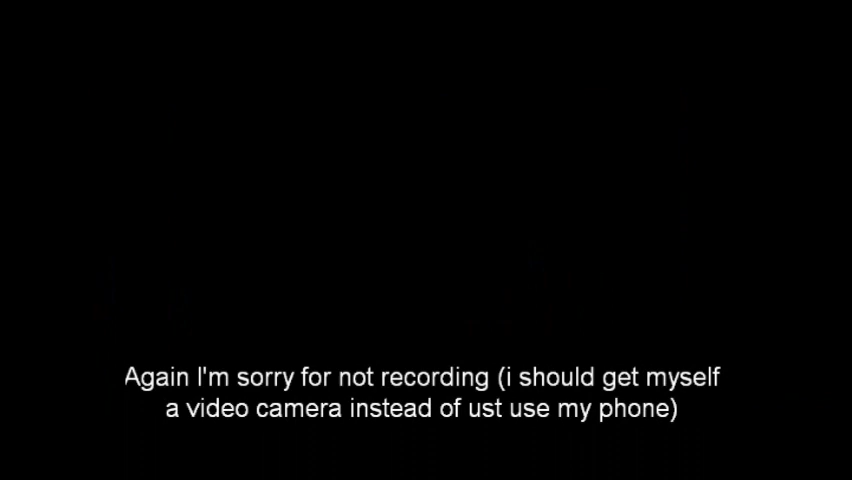 Again I'm sorry for not recording (i should get myself
a video camera instead of ust use my phone)